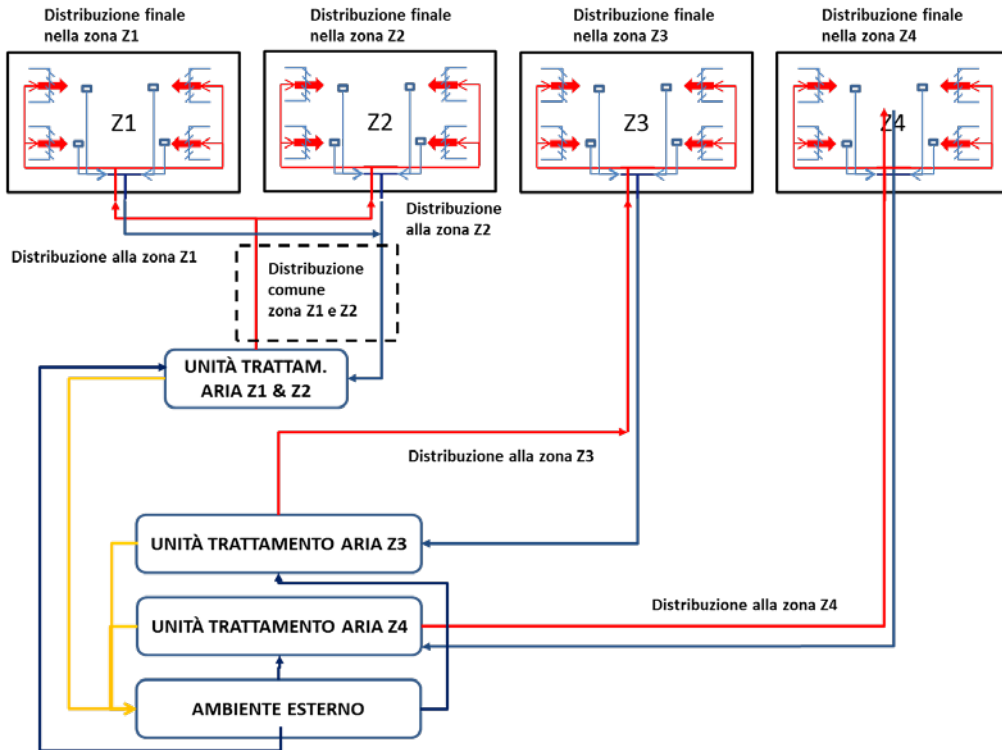 Distribuzione finale
nella zona Z1
Distribuzione finale
nella zona Z2
Distribuzione finale
nella zona Z3
Distribuzione finale
nella zona Z4
Z1
Z2
Z3
Z4
Distribuzione
alla zona Z2
Distribuzione alla zona Z1
Distribuzione
comune
zona Z1 e Z2
UNITÀ TRATTAM.
ARIA Z1 & Z2
Distribuzione alla zona Z3
UNITÀ TRATTAMENTO ARIA Z3
Distribuzione alla zona Z4
UNITÀ TRATTAMENTO ARIA Z4
AMBIENTE ESTERNO